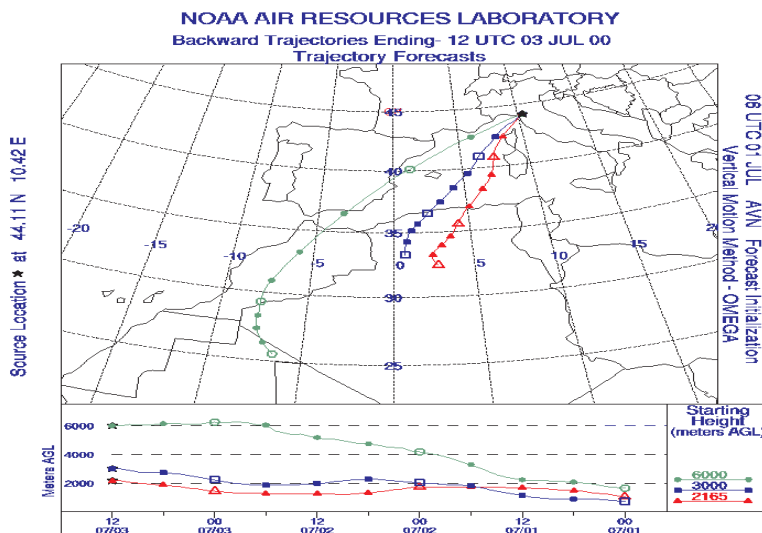 NOAA AIR RESOURCES LABORATORY
Backward Trajectories Ending- 12 UTC 03 JUL 00
Trajectory Forecasts
Source Location ★ at 44.11 N 10.42 E
06 UTC 01 JUL AVN Forecast Initialization
Vertical Motion Method - OMEGA
45
40
-20
-15
35
-10
-5
0
5
10
30
25
Meters AGL
6000
4000
2000
Starting
Height
(meters AGL)
6000
3000
2165
12 00 12 00 12 00
07/03 07/03 07/02 07/02 07/01 07/01